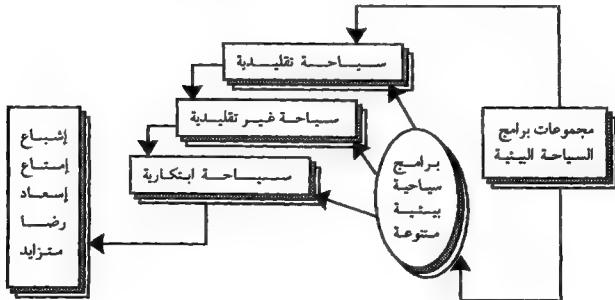 سياحة تقليدية
سياحة غير تقليدية
سياحة ابتكارية
مجموعات برامج
السياحة البيئية
برامج
سياحية
بيئية
متنوعة
إشباع
إمتاع
إسعاد
رضا
متزايد